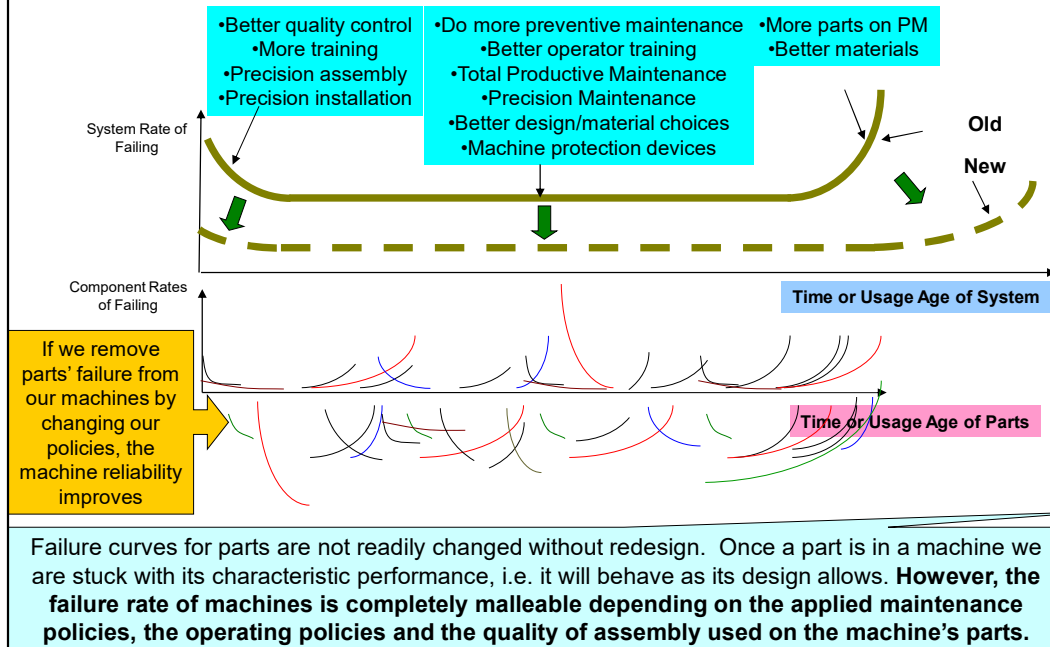 •Better quality control
•More training
•Precision assembly
•Precision installation
•Do more preventive maintenance
•Better operator training
•Total Productive Maintenance
•Precision Maintenance
•Better design/material choices
•Machine protection devices
•More parts on PM
•Better materials
System Rate of
Failing
Old
New
Component Rates
of Failing
Time or Usage Age of System
If we remove
parts’ failure from
our machines by
changing our
policies, the
machine reliability
improves
Time or Usage Age of Parts
Failure curves for parts are not readily changed without redesign. Once a part is in a machine we
are stuck with its characteristic performance, i.e. it will behave as its design allows. However, the
failure rate of machines is completely malleable depending on the applied maintenance
policies, the operating policies and the quality of assembly used on the machine’s parts.